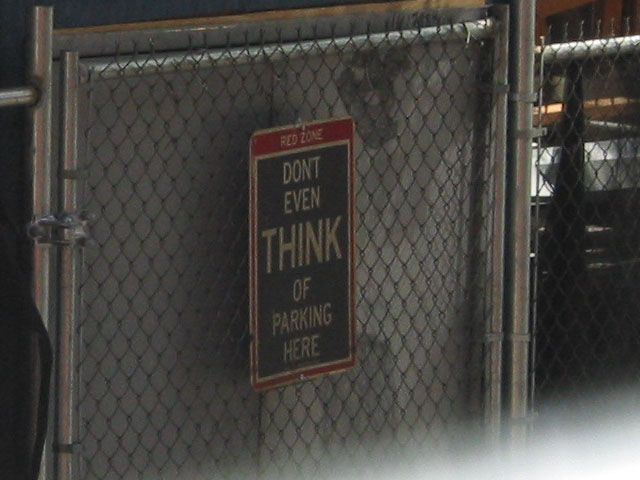 RED ZONE
DON'T
EVEN
THINK
OF
PARKING
HERE